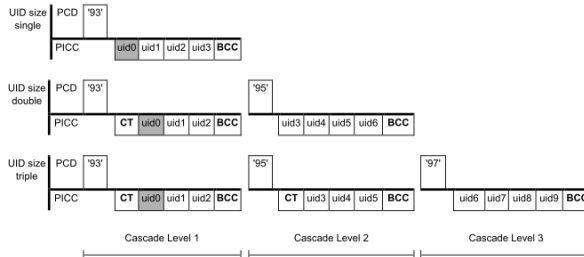 UID size single PCD '93'
PICC uid0 uid1 uid2 uid3 BCC
UID size double PCD '93' '95'
PICC CT uid0 uid1 uid2 BCC uid3 uid4 uid5 uid6 BCC
UID size triple PCD '93' '95' '97'
PICC CT uid0 uid1 uid2 BCC CT uid3 uid4 uid5 BCC uid6 uid7 uid8 uid9 BCC
Cascade Level 1 Cascade Level 2 Cascade Level 3